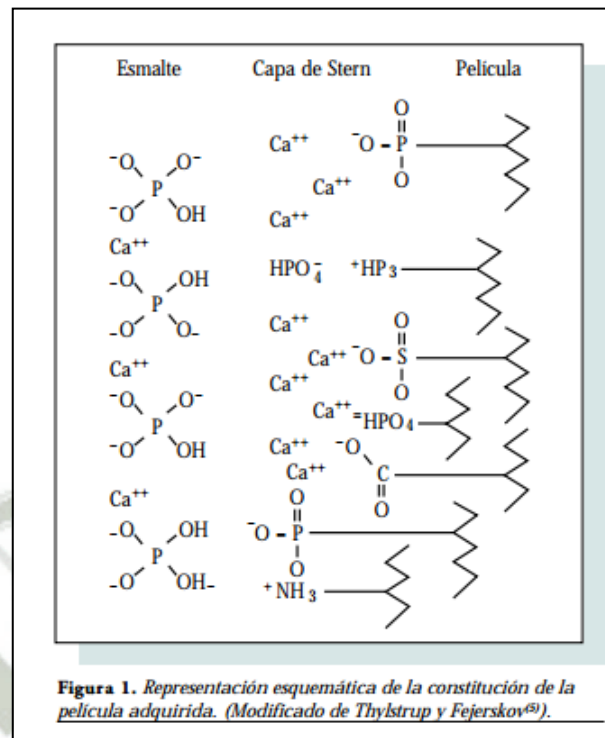 Esmalte Capa de Stern Película
O
Ca⁺⁺ ⁻O - P
O
⁻O O⁻ Ca⁺⁺
P
⁻O OH Ca⁺⁺
Ca⁺⁺
-O OH HPO₄⁻ ⁺HP₃
P
-O O- Ca⁺⁺
O
Ca⁺⁺ Ca⁺⁺ ⁻O - S
⁻O O⁻ Ca⁺⁺ O
P Ca⁺⁺ =HPO₄
⁻O OH Ca⁺⁺ ⁻O
Ca⁺⁺ C
Ca⁺⁺ O O
-O OH ⁻O - P
P O
-O OH- ⁺NH₃
Figura 1. Representación esquemática de la constitución de la
película adquirida. (Modificado de Thylstrup y Fejerskov⁽⁵⁾).